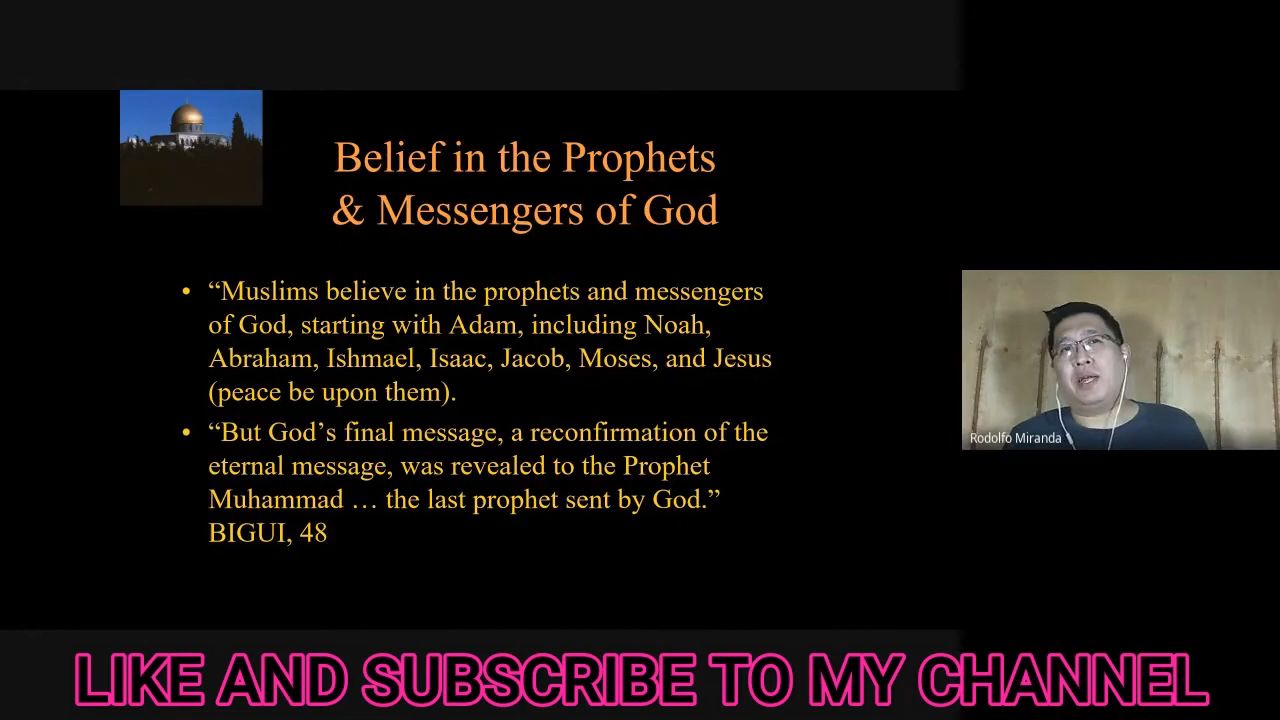 Belief in the Prophets
& Messengers of God
• “Muslims believe in the prophets and messengers
of God, starting with Adam, including Noah,
Abraham, Ishmael, Isaac, Jacob, Moses, and Jesus
(peace be upon them).
• “But God’s final message, a reconfirmation of the
eternal message, was revealed to the Prophet
Muhammad … the last prophet sent by God.”
BIGUI, 48
Rodolfo Miranda
LIKE AND SUBSCRIBE TO MY CHANNEL